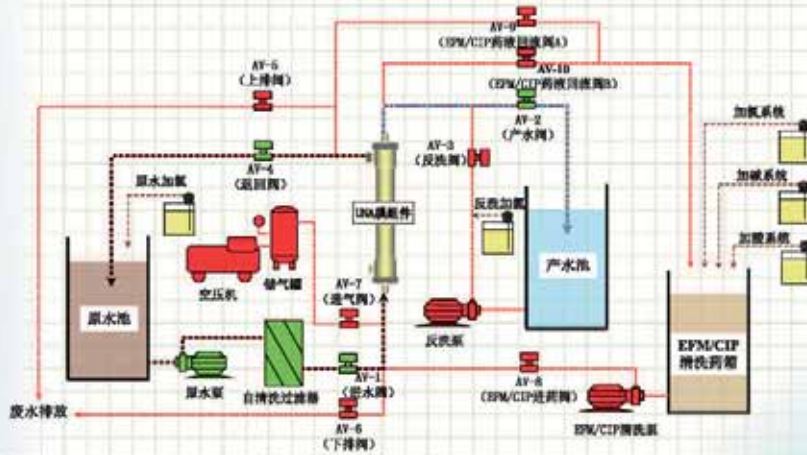 AV-9
(EFM/CIP药液回流阀A)
AV-5
(上排阀)
AV-10
(EFM/CIP药液回流阀B)
AV-2
(产水阀)
加氯系统
AV-3
(反洗阀)
AV-4
(返回阀)
加碱系统
原水加氯
反洗加氯
UNA膜组件
加酸系统
产水池
储气罐
空压机
AV-7
(进气阀)
原水池
反洗泵
EFM/CIP
清洗药箱
原水泵
自清洗过滤器
AV-1
(进水阀)
AV-8
(EFM/CIP进药阀)
废水排放
AV-6
(下排阀)
EFM/CIP清洗泵